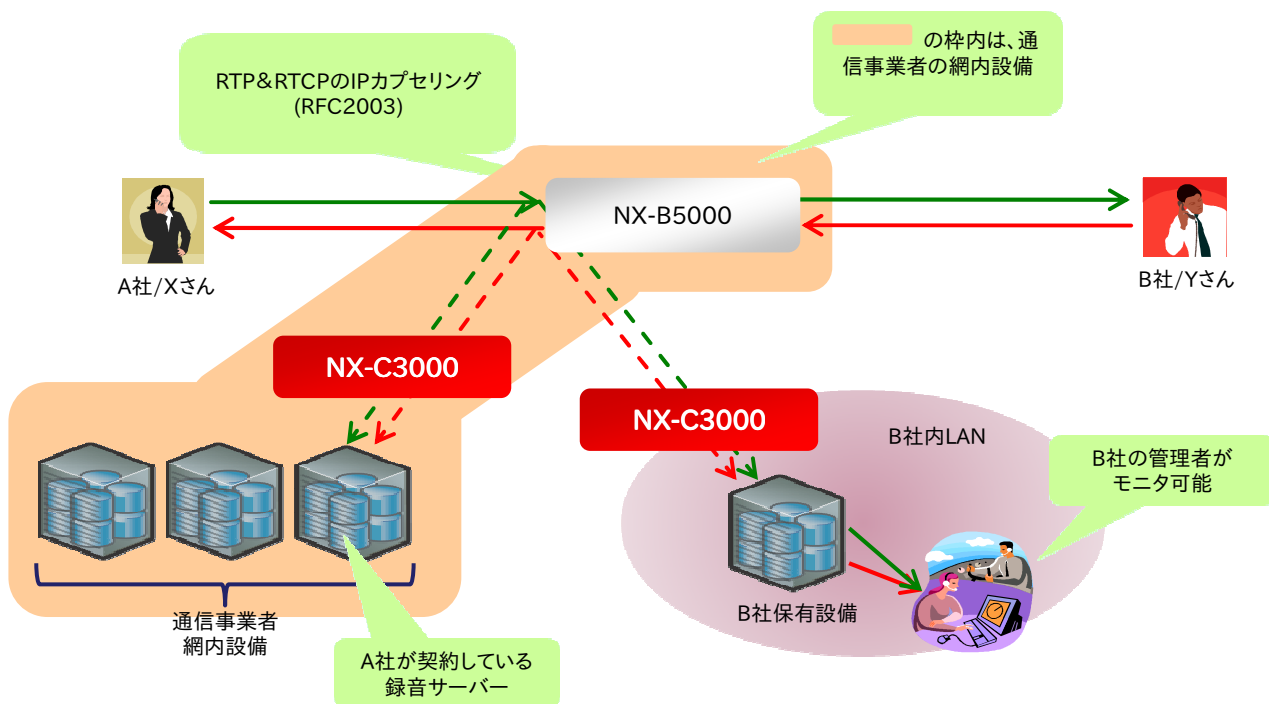 RTP&RTCPのIPカプセリング
(RFC2003)
の枠内は、通
信事業者の網内設備
NX-B5000
A社/Xさん
B社/Yさん
NX-C3000
NX-C3000
B社内LAN
B社の管理者が
モニタ可能
B社保有設備
通信事業者
網内設備
A社が契約している
録音サーバー